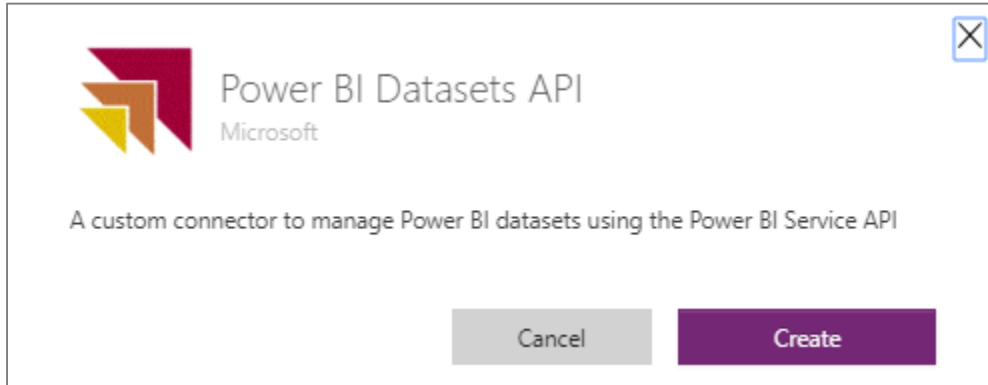 Power BI Datasets API
Microsoft
A custom connector to manage Power BI datasets using the Power BI Service API
Cancel
Create